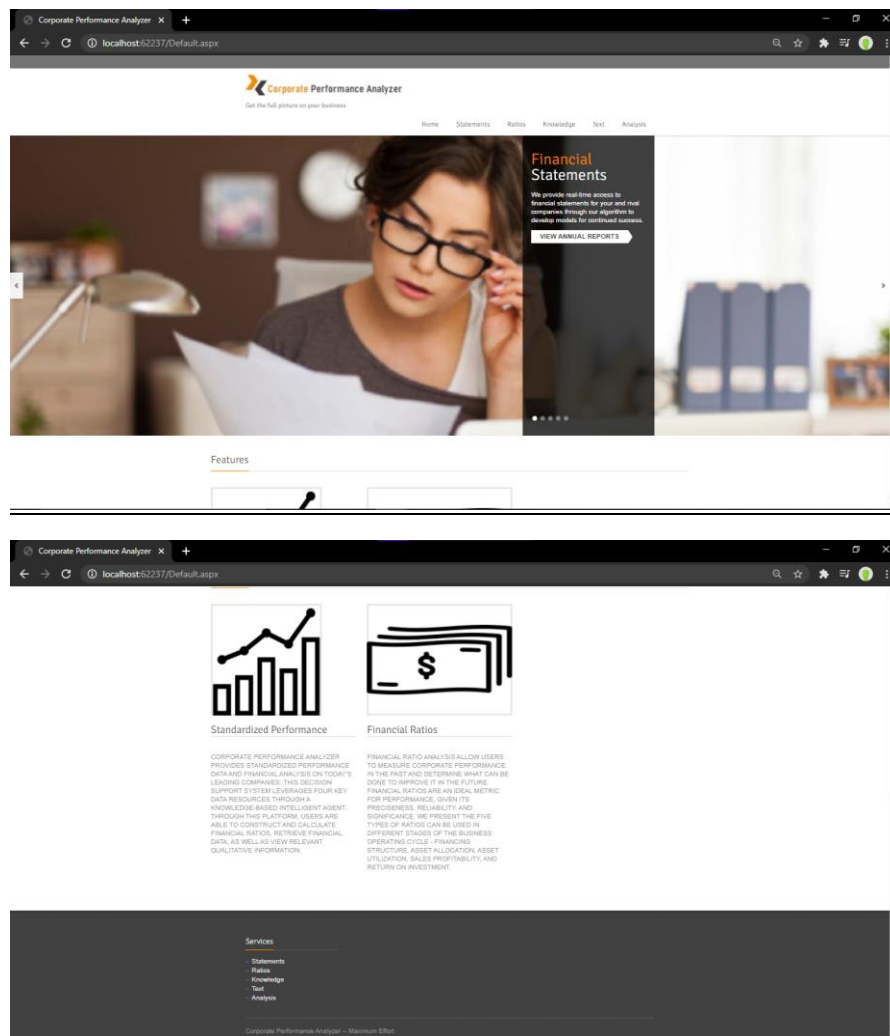 Corporate Performance Analyzer
localhost:62237/Default.aspx
Corporate Performance Analyzer
Get the full picture on your business
Home Statements Ratios Knowledge Text Analysis
Financial
Statements
We provide real-time access to
financial statements for your and rival
companies through our algorithm to
develop models for continued success.
VIEW ANNUAL REPORTS
Features
Corporate Performance Analyzer
localhost:62237/Default.aspx
$
Standardized Performance
CORPORATE PERFORMANCE ANALYZER
PROVIDES STANDARDIZED PERFORMANCE
DATA AND FINANCIAL ANALYSIS ON TODAY'S
LEADING COMPANIES. THIS DECISION
SUPPORT SYSTEM LEVERAGES FOUR KEY
DATA RESOURCES THROUGH A
KNOWLEDGE-BASED INTELLIGENT AGENT.
THROUGH THIS PLATFORM, USERS ARE
ABLE TO CONSTRUCT AND CALCULATE
FINANCIAL RATIOS, RETRIEVE FINANCIAL
DATA, AS WELL AS VIEW RELEVANT
QUALITATIVE INFORMATION.
Financial Ratios
FINANCIAL RATIO ANALYSIS ALLOW USERS
TO MEASURE CORPORATE PERFORMANCE
IN THE PAST AND DETERMINE WHAT CAN BE
DONE TO IMPROVE IT IN THE FUTURE
FINANCIAL RATIOS ARE AN IDEAL METRIC
FOR PERFORMANCE, GIVEN ITS
PRECISENESS, RELIABILITY, AND
SIGNIFICANCE. WE PRESENT THE FIVE
TYPES OF RATIOS CAN BE USED IN
DIFFERENT STAGES OF THE BUSINESS
OPERATING CYCLE - FINANCING
STRUCTURE, ASSET ALLOCATION, ASSET
UTILIZATION, SALES PROFITABILITY, AND
RETURN ON INVESTMENT.
Services
– Statements
– Ratios
– Knowledge
– Text
– Analysis
Corporate Performance Analyzer – Maximum Effort